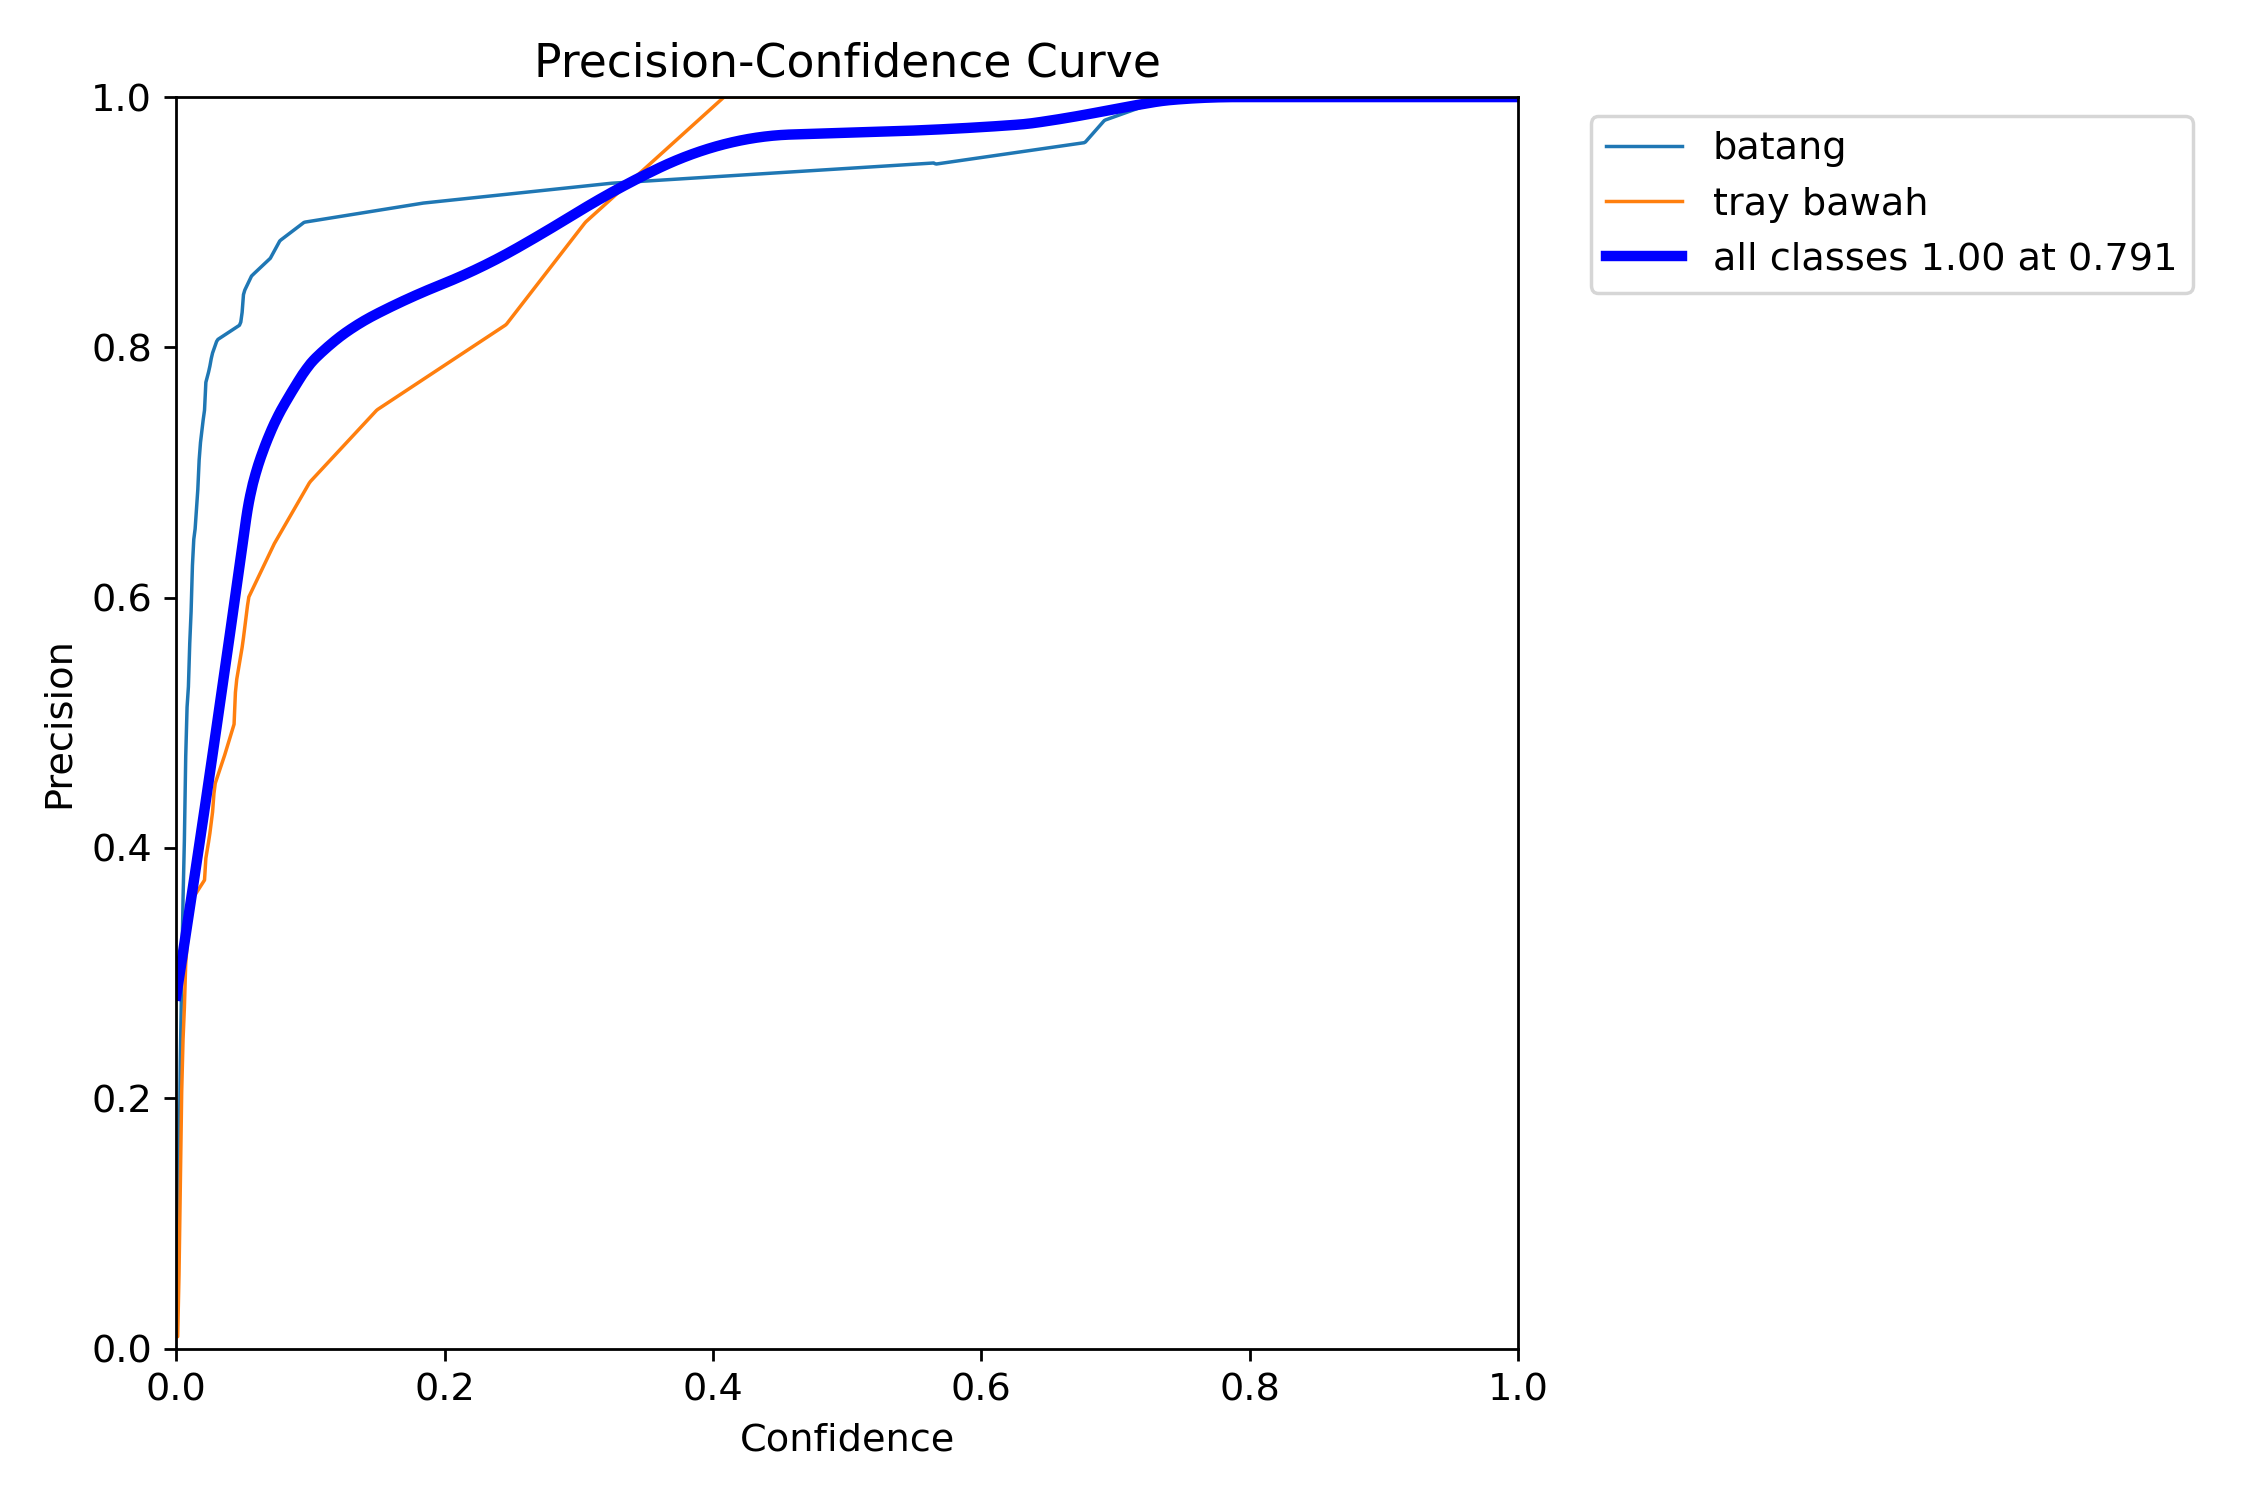 Precision-Confidence Curve
1.0
0.8
0.6
0.4
0.2
0.0
Precision
0.0 0.2 0.4 0.6 0.8 1.0
Confidence
batang
tray bawah
all classes 1.00 at 0.791